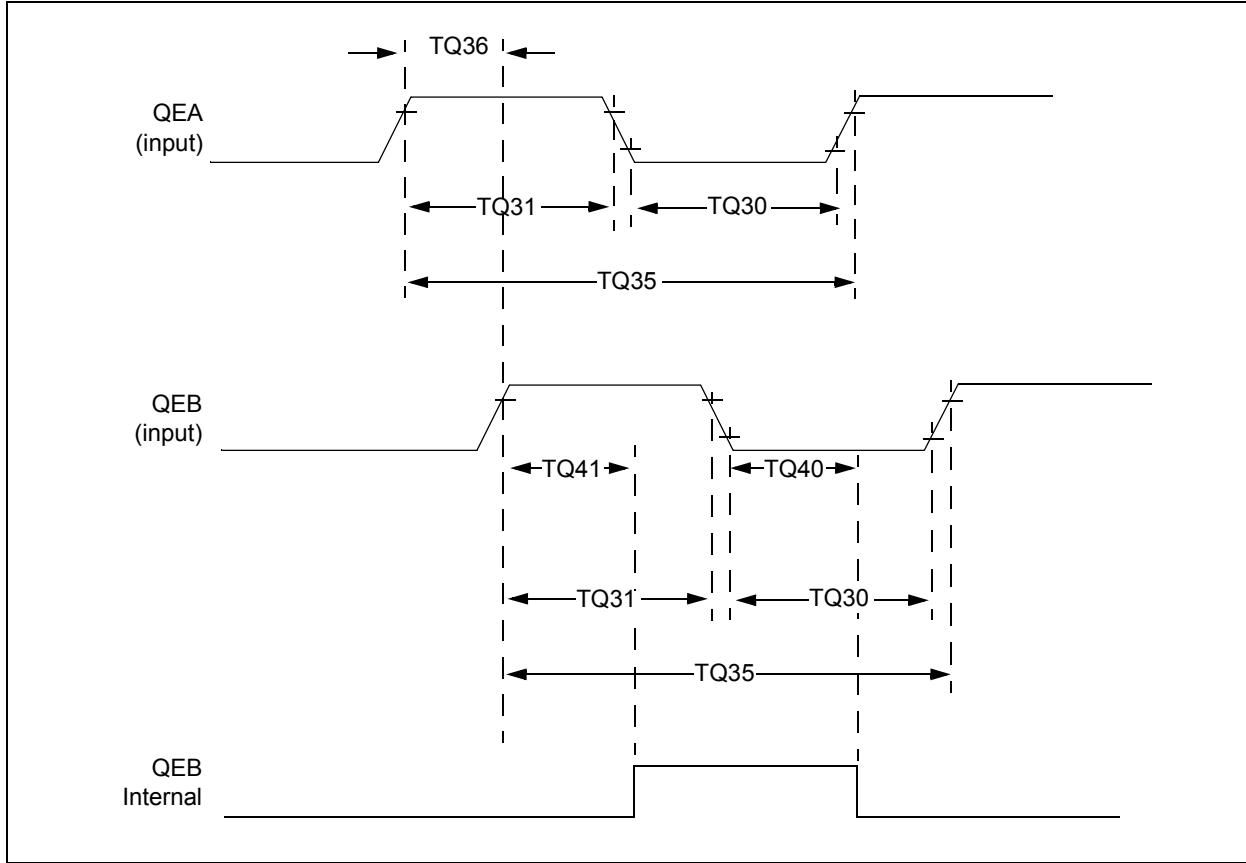 TQ36
QEA
(input)
TQ31
TQ30
TQ35
QEB
(input)
TQ41
TQ40
TQ31
TQ30
TQ35
QEB
Internal